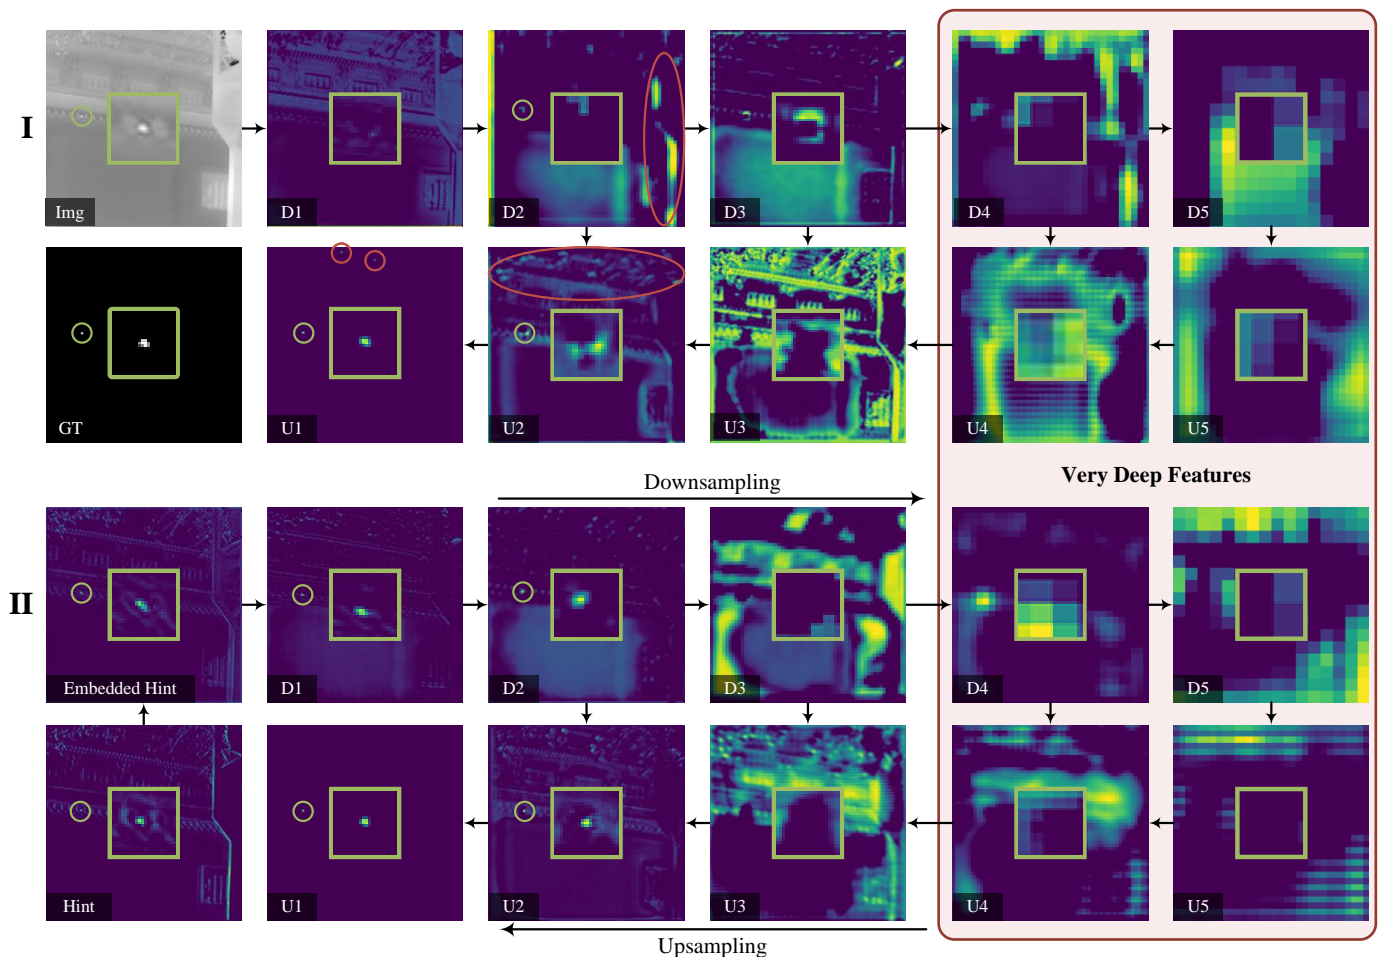 I
Img
D1
D2
D3
D4
D5
GT
U1
U2
U3
U4
U5
Downsampling
Very Deep Features
II
Embedded Hint
D1
D2
D3
D4
D5
Hint
U1
U2
U3
U4
U5
Upsampling